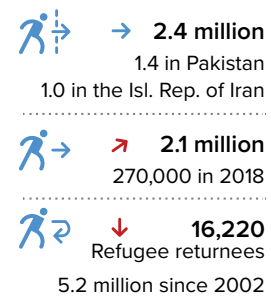 2.4 million
1.4 in Pakistan
1.0 in the Isl. Rep. of Iran
2.1 million
270,000 in 2018
16,220
Refugee returnees
5.2 million since 2002